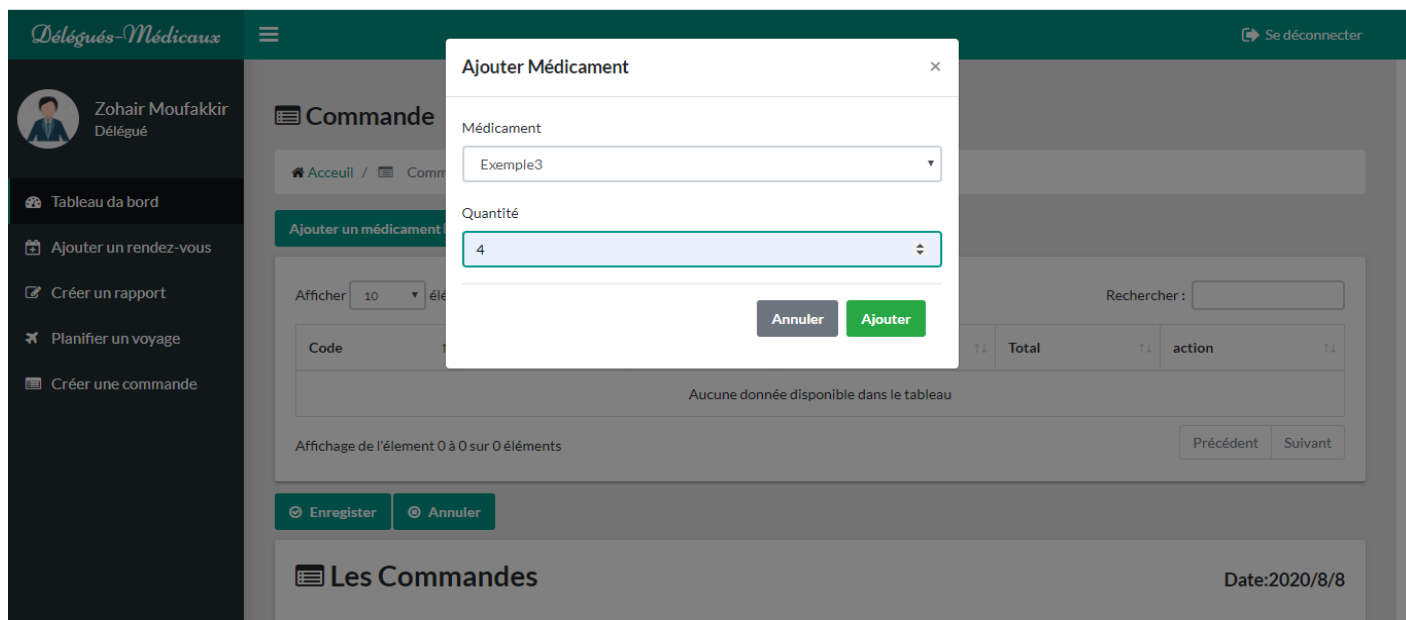 Délégués-Médicaux
Se déconnecter
Zohair Moufakkir
Délégué
Tableau da bord
Ajouter un rendez-vous
Créer un rapport
Planifier un voyage
Créer une commande
Commande
Acceuil /
Ajouter un médicament
Ajouter Médicament ×
Médicament
Exemple3
Quantité
4
Annuler Ajouter
Afficher 10 Rechercher :
Code Total action
Aucune donnée disponible dans le tableau
Affichage de l'élement 0 à 0 sur 0 éléments Précédent Suivant
Enregister Annuler
Les Commandes Date:2020/8/8